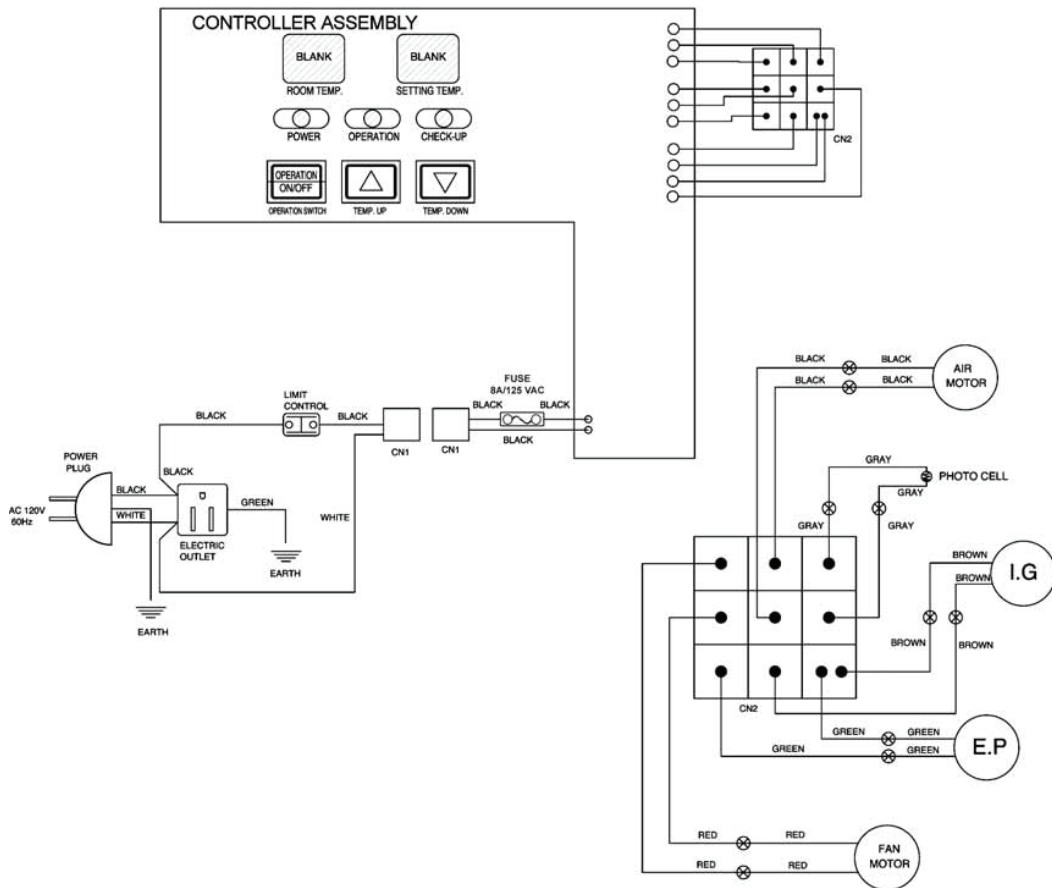 CONTROLLER ASSEMBLY
BLANK
BLANK
ROOM TEMP.
SETTING TEMP.
POWER
OPERATION
CHECK-UP
OPERATION
ON/OFF
OPERATION SWITCH
TEMP. UP
TEMP. DOWN
CN2
FUSE
8A/125 VAC
LIMIT
CONTROL
BLACK
BLACK
BLACK
BLACK
BLACK
CN1
CN1
POWER
PLUG
BLACK
BLACK
WHITE
AC 120V
60Hz
GREEN
WHITE
ELECTRIC
OUTLET
EARTH
EARTH
BLACK
BLACK
BLACK
BLACK
AIR
MOTOR
GRAY
GRAY
PHOTO CELL
GRAY
GRAY
BROWN
BROWN
I.G
BROWN
BROWN
CN2
GREEN
GREEN
GREEN
GREEN
E.P
RED
RED
RED
RED
FAN
MOTOR